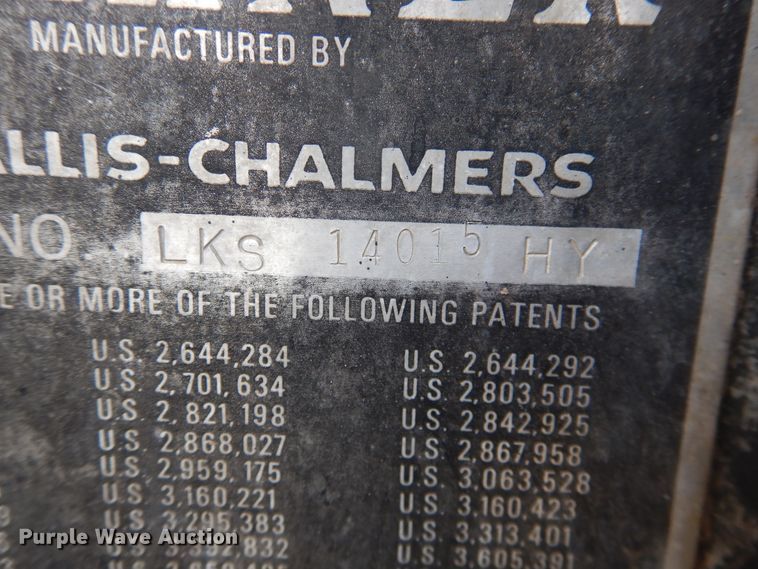 MANUFACTURED BY
ALLIS-CHALMERS
NO. LKS 14015 HY
E OR MORE OF THE FOLLOWING PATENTS
U.S. 2,644,284 U.S. 2,644,292
U.S. 2,701,634 U.S. 2,803,505
U.S. 2,821,198 U.S. 2,842,925
U.S. 2,868,027 U.S. 2,867,958
U.S. 2,959,175 U.S. 3,063,528
U.S. 3,160,221 U.S. 3,160,423
U.S. 3,295,383 U.S. 3,313,401
U.S. U.S. 3,605,391
Purple Wave Auction